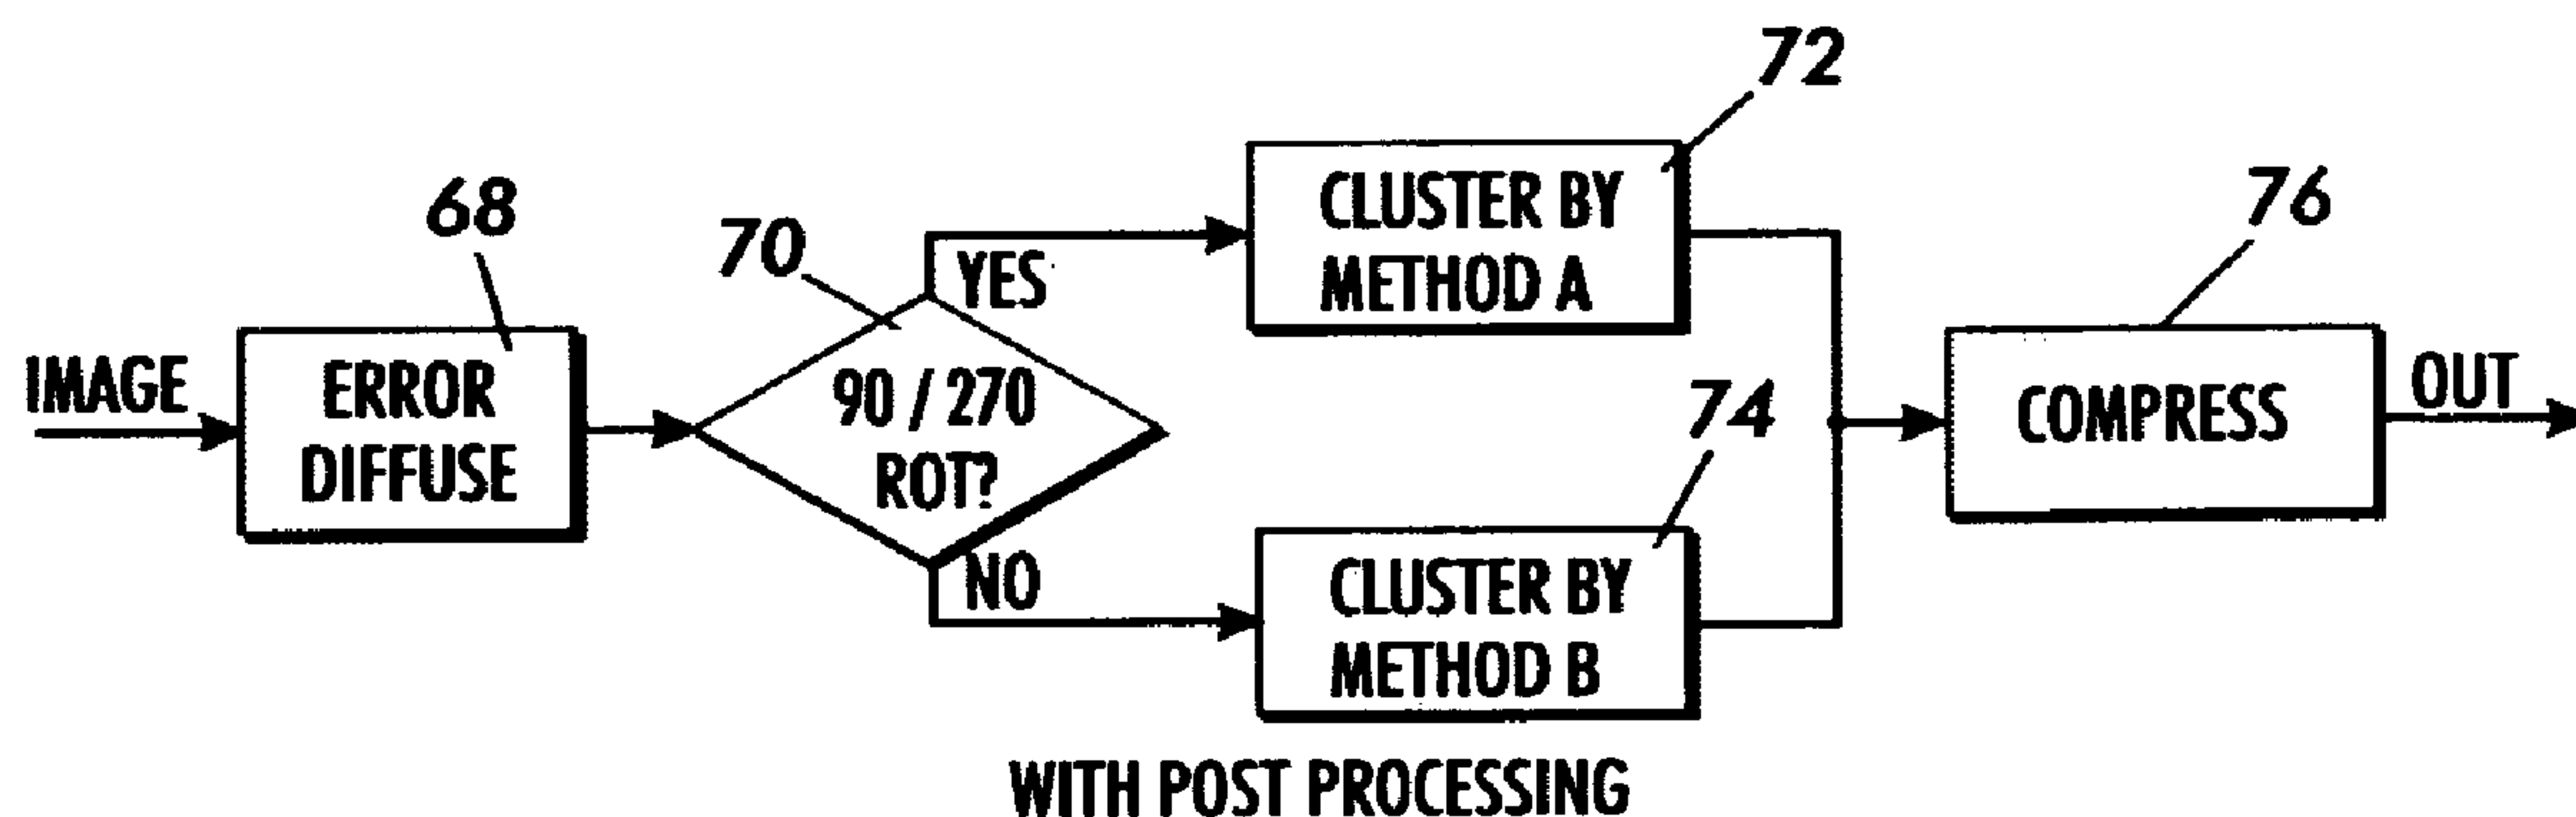 72
68
70
76
YES
CLUSTER BY
METHOD A
IMAGE
ERROR
DIFFUSE
90 / 270
ROT?
74
COMPRESS
OUT
NO
CLUSTER BY
METHOD B
WITH POST PROCESSING